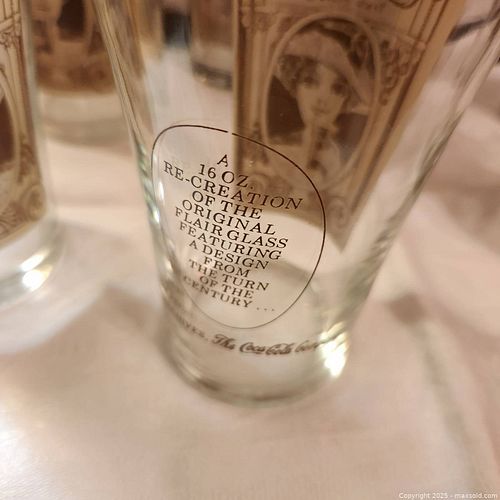 A
16 OZ.
RE-CREATION
OF THE
ORIGINAL
FLAIR GLASS
FEATURING
A DESIGN
FROM
THE TURN
OF THE
CENTURY...
The Coca-Cola
Copyright 2025 - maxsold.com